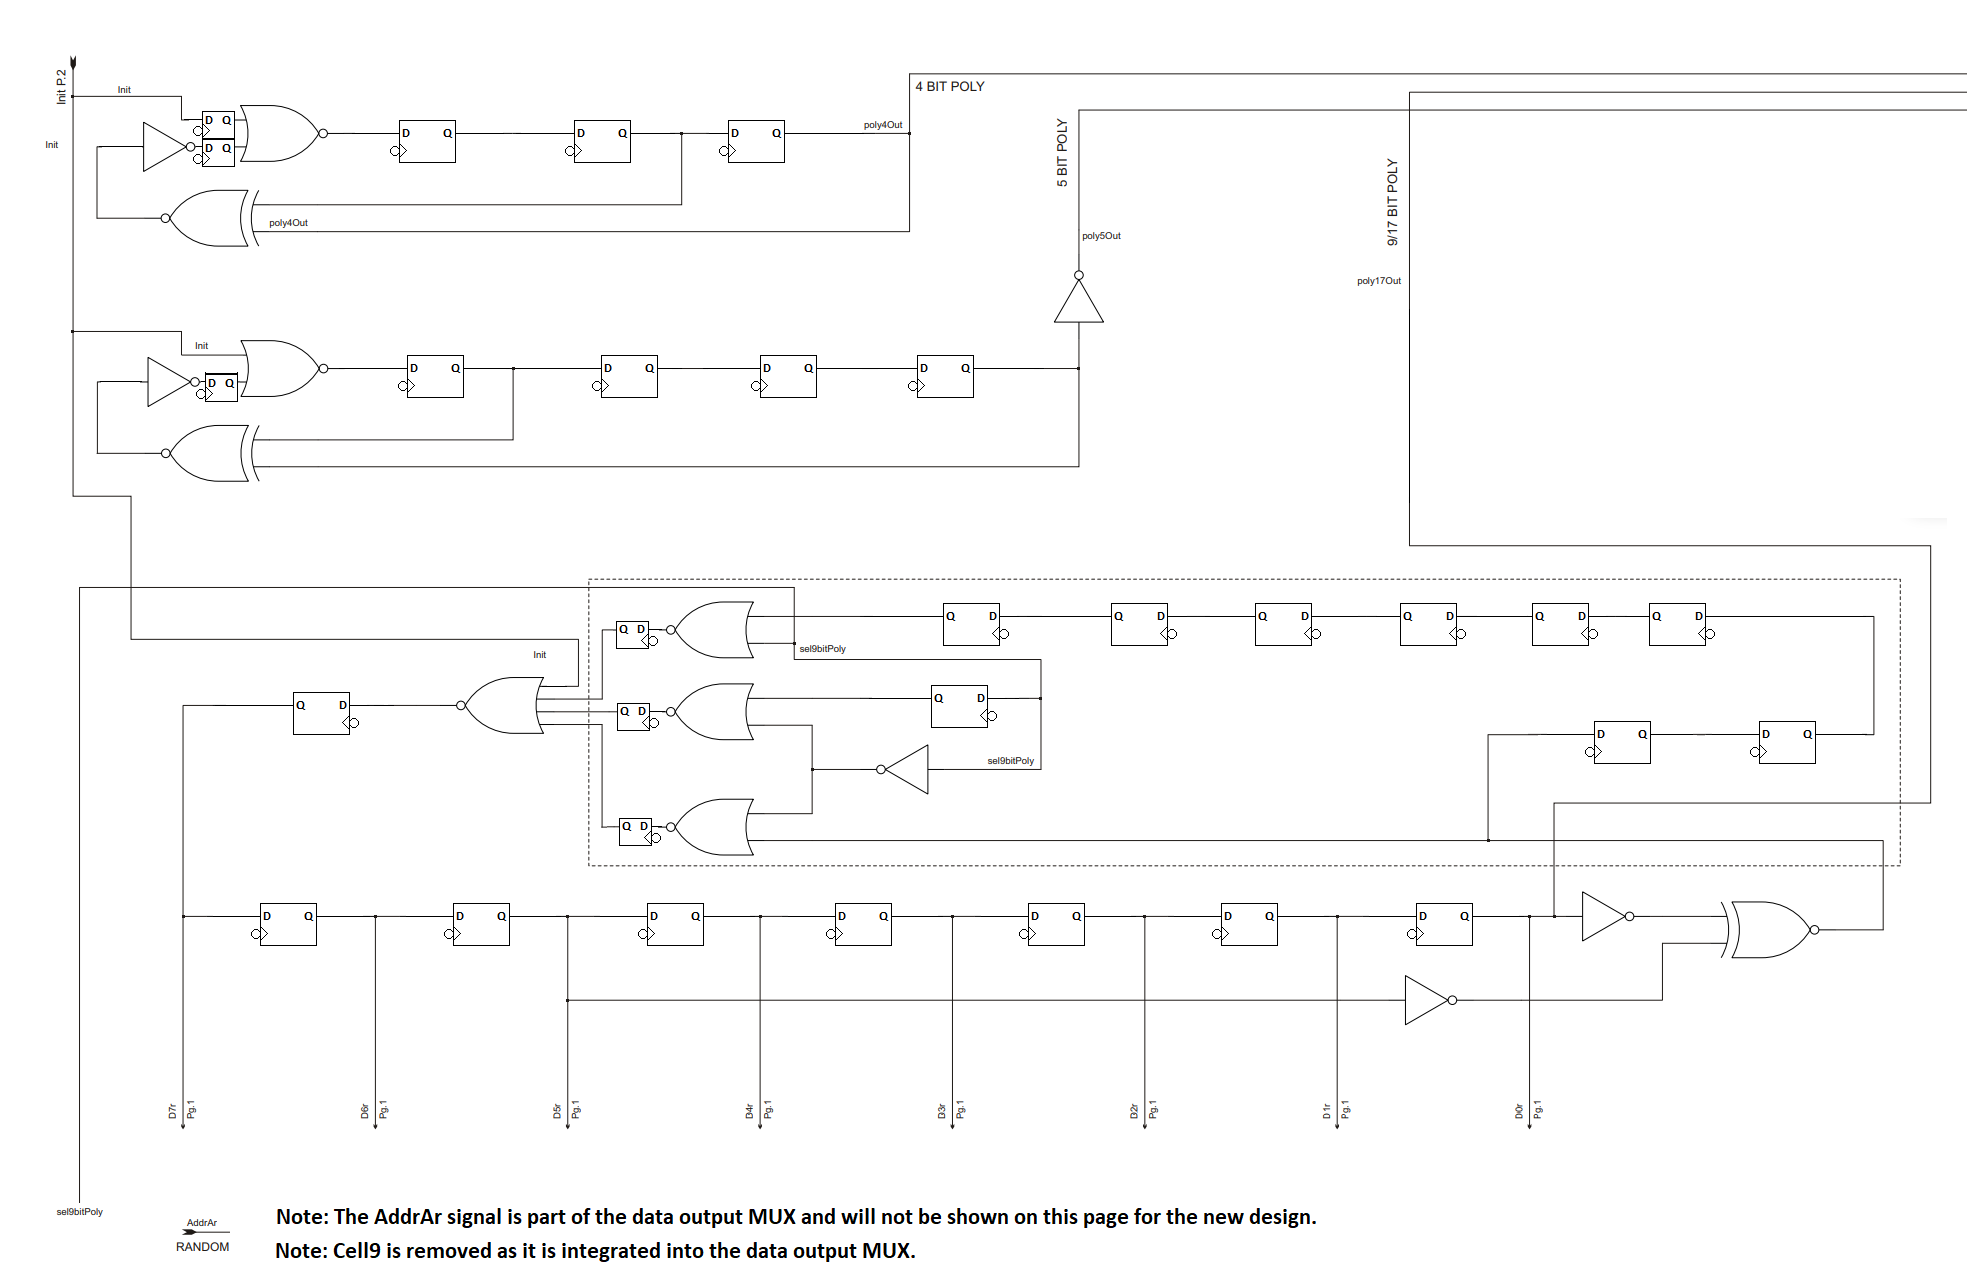 Init P.2
Init
Init
D Q
D Q
D Q
D Q
D Q
poly4Out
4 BIT POLY
poly4Out
5 BIT POLY
9/17 BIT POLY
poly5Out
poly17Out
Init
D Q
D Q
D Q
D Q
D Q
Q D
Q D
Q D
Q D
Q D
Q D
Q D
sel9bitPoly
Init
Q D
Q D
Q D
sel9bitPoly
D Q
D Q
Q D
D Q
D Q
D Q
D Q
D Q
D Q
D Q
D7r
Pg.1
D6r
Pg.1
D5r
Pg.1
D4r
Pg.1
D3r
Pg.1
D2r
Pg.1
D1r
Pg.1
D0r
Pg.1
sel9bitPoly
AddrAr
RANDOM
Note: The AddrAr signal is part of the data output MUX and will not be shown on this page for the new design.
Note: Cell9 is removed as it is integrated into the data output MUX.